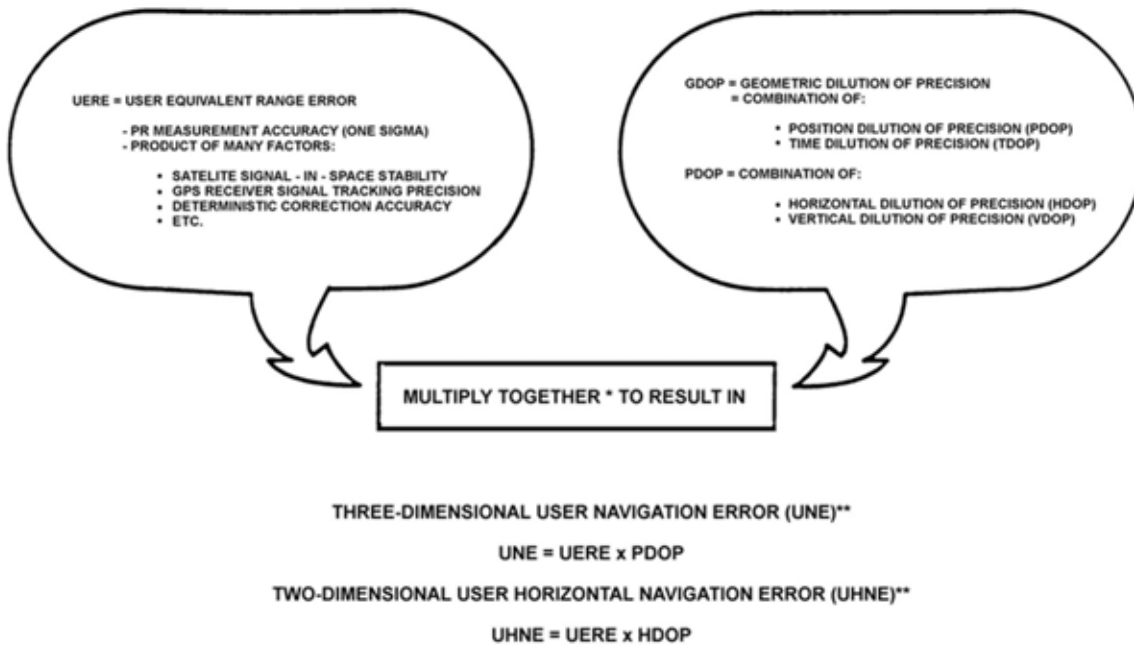 UERE = USER EQUIVALENT RANGE ERROR
- PR MEASUREMENT ACCURACY (ONE SIGMA)
- PRODUCT OF MANY FACTORS:
• SATELITE SIGNAL - IN - SPACE STABILITY
• GPS RECEIVER SIGNAL TRACKING PRECISION
• DETERMINISTIC CORRECTION ACCURACY
• ETC.
GDOP = GEOMETRIC DILUTION OF PRECISION
= COMBINATION OF:
• POSITION DILUTION OF PRECISION (PDOP)
• TIME DILUTION OF PRECISION (TDOP)
PDOP = COMBINATION OF:
• HORIZONTAL DILUTION OF PRECISION (HDOP)
• VERTICAL DILUTION OF PRECISION (VDOP)
MULTIPLY TOGETHER * TO RESULT IN
THREE-DIMENSIONAL USER NAVIGATION ERROR (UNE)**
UNE = UERE x PDOP
TWO-DIMENSIONAL USER HORIZONTAL NAVIGATION ERROR (UHNE)**
UHNE = UERE x HDOP